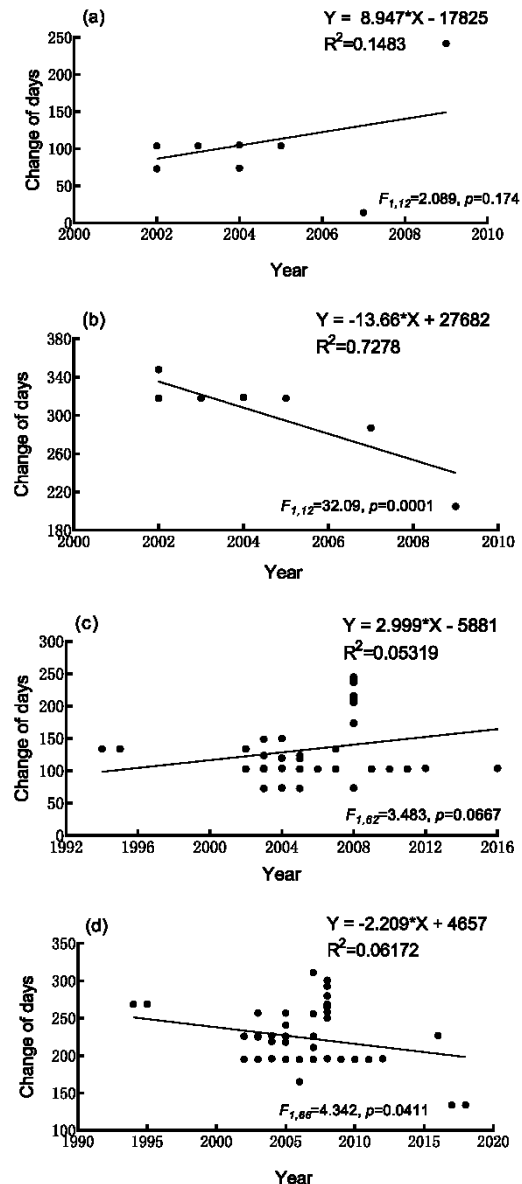 (a)
Y = 8.947*X - 17825
R²=0.1483
Change of days
250
200
150
100
50
0
F1,12=2.089, p=0.174
2000 2002 2004 2006 2008 2010
Year
(b)
Y = -13.66*X + 27682
R²=0.7278
Change of days
380
340
300
260
220
180
F1,12=32.09, p=0.0001
2000 2002 2004 2006 2008 2010
Year
(c)
Y = 2.999*X - 5881
R²=0.05319
Change of days
300
250
200
150
100
50
0
F1,62=3.483, p=0.0667
1992 1996 2000 2004 2008 2012 2016
Year
(d)
Y = -2.209*X + 4657
R²=0.06172
Change of days
350
300
250
200
150
100
F1,66=4.342, p=0.0411
1990 1995 2000 2005 2010 2015 2020
Year